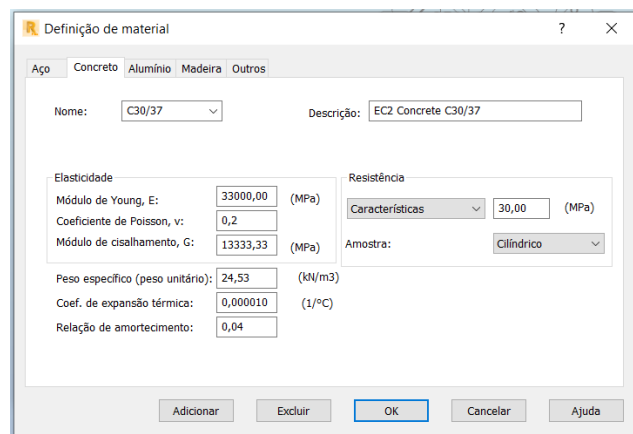 R Definição de material ?
Aço Concreto Alumínio Madeira Outros
Nome: C30/37 Descrição: EC2 Concrete C30/37
Elasticidade Resistência
Módulo de Young, E: 33000,00 (MPa) Características 30,00 (MPa)
Coeficiente de Poisson, v: 0,2
Módulo de cisalhamento, G: 13333,33 (MPa) Amostra: Cilíndrico
Peso específico (peso unitário): 24,53 (kN/m3)
Coef. de expansão térmica: 0,000010 (1/°C)
Relação de amortecimento: 0,04
Adicionar Excluir OK Cancelar Ajuda